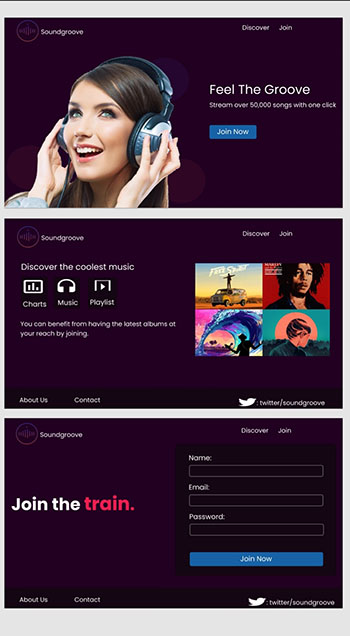 Soundgroove
Discover Join
Feel The Groove
Stream over 50,000 songs with one click
Join Now
Soundgroove
Discover Join
Discover the coolest music
Charts Music Playlist
You can benefit from having the latest albums at
your reach by joining.
About Us Contact : twitter/soundgroove
Soundgroove
Discover Join
Name:
Email:
Join the train.
Password:
Join Now
About Us Contact : twitter/soundgroove